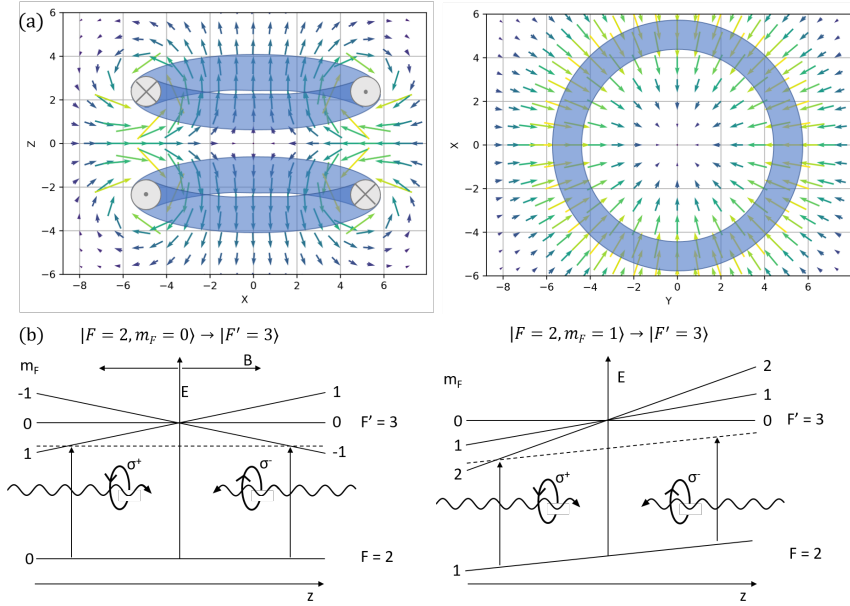 (a)
6
4
2
0
−2
−4
−6
Z
−8 −6 −4 −2 0 2 4 6 8
X
6
4
2
0
−2
−4
−6
X
−8 −6 −4 −2 0 2 4 6 8
Y
(b)
|F = 2, m_F = 0⟩ → |F′ = 3⟩
m_F
B
E
-1
1
0
0
F' = 3
1
-1
σ⁺
σ⁻
0
F = 2
z
|F = 2, m_F = 1⟩ → |F′ = 3⟩
m_F
E
2
1
0
0
F' = 3
1
2
σ⁺
σ⁻
1
F = 2
z